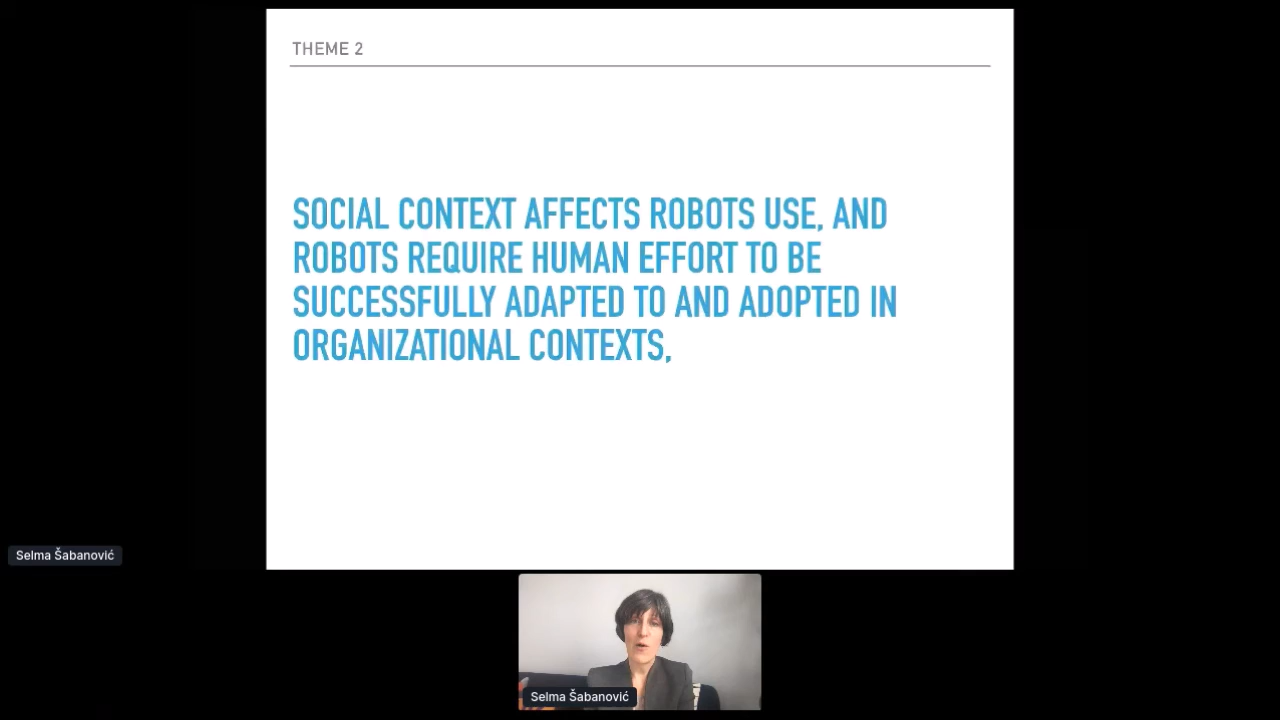 THEME 2
SOCIAL CONTEXT AFFECTS ROBOTS USE, AND
ROBOTS REQUIRE HUMAN EFFORT TO BE
SUCCESSFULLY ADAPTED TO AND ADOPTED IN
ORGANIZATIONAL CONTEXTS,
Selma Šabanović
Selma Šabanović